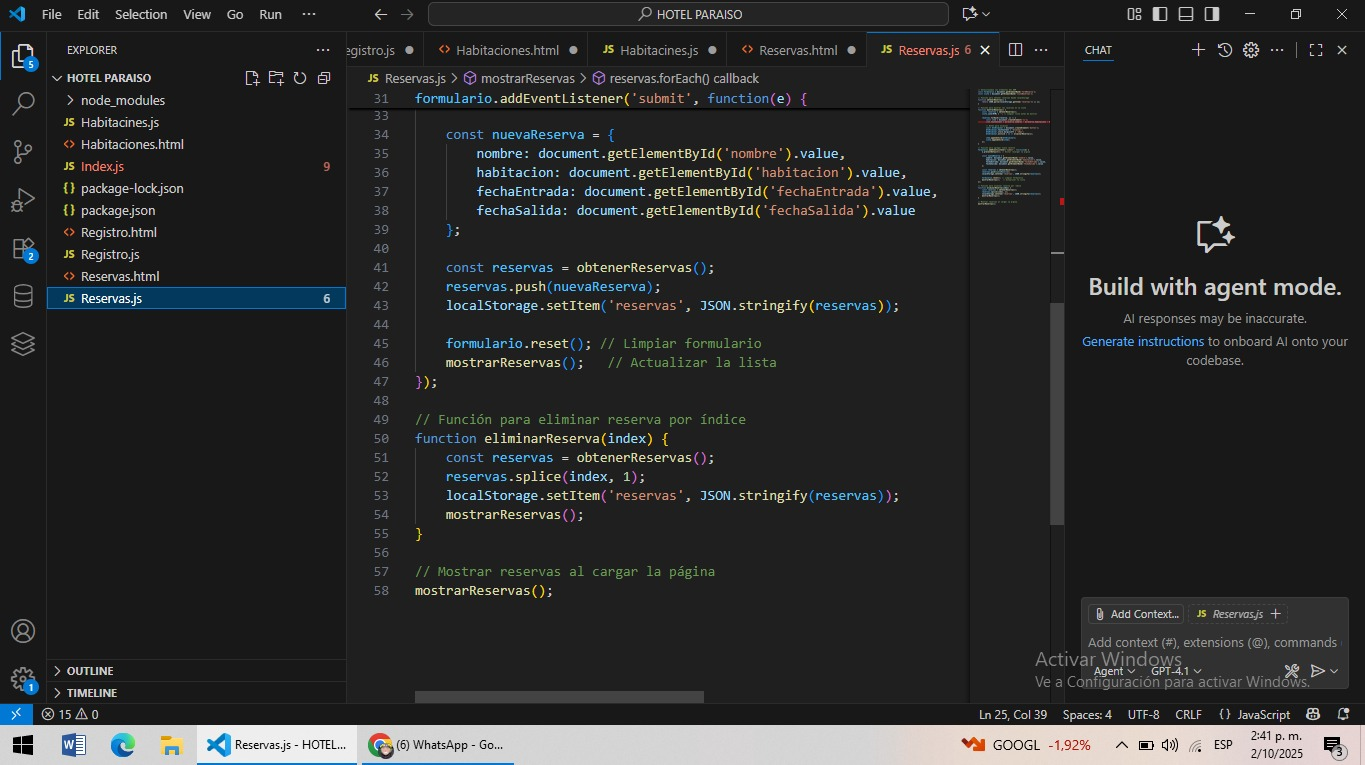 File Edit Selection View Go Run ···
HOTEL PARAISO
EXPLORER
HOTEL PARAISO
node_modules
JS Habitacines.js
<> Habitaciones.html
JS Index.js 9
{} package-lock.json
{} package.json
<> Registro.html
JS Registro.js
<> Reservas.html
JS Reservas.js 6
OUTLINE
TIMELINE
5
2
1
egistro.js
<> Habitaciones.html
JS Habitacines.js
<> Reservas.html
JS Reservas.js 6
JS Reservas.js > mostrarReservas > reservas.forEach() callback
31 formulario.addEventListener('submit', function(e) {
33
34 const nuevaReserva = {
35 nombre: document.getElementById('nombre').value,
36 habitacion: document.getElementById('habitacion').value,
37 fechaEntrada: document.getElementById('fechaEntrada').value,
38 fechaSalida: document.getElementById('fechaSalida').value
39 };
40
41 const reservas = obtenerReservas();
42 reservas.push(nuevaReserva);
43 localStorage.setItem('reservas', JSON.stringify(reservas));
44
45 formulario.reset(); // Limpiar formulario
46 mostrarReservas(); // Actualizar la lista
47 });
48
49 // Función para eliminar reserva por índice
50 function eliminarReserva(index) {
51 const reservas = obtenerReservas();
52 reservas.splice(index, 1);
53 localStorage.setItem('reservas', JSON.stringify(reservas));
54 mostrarReservas();
55 }
56
57 // Mostrar reservas al cargar la página
58 mostrarReservas();
CHAT
Build with agent mode.
AI responses may be inaccurate.
Generate instructions to onboard AI onto your
codebase.
Add Context...
JS Reservas.js +
Add context (#), extensions (@), commands
Agent GPT-4.1
Activar Windows
Ve a Configuración para activar Windows.
15 0
Ln 25, Col 39 Spaces: 4 UTF-8 CRLF {} JavaScript
Reservas.js - HOTEL...
(6) WhatsApp - Go...
GOOGL -1,92%
ESP
2:41 p. m.
2/10/2025
3